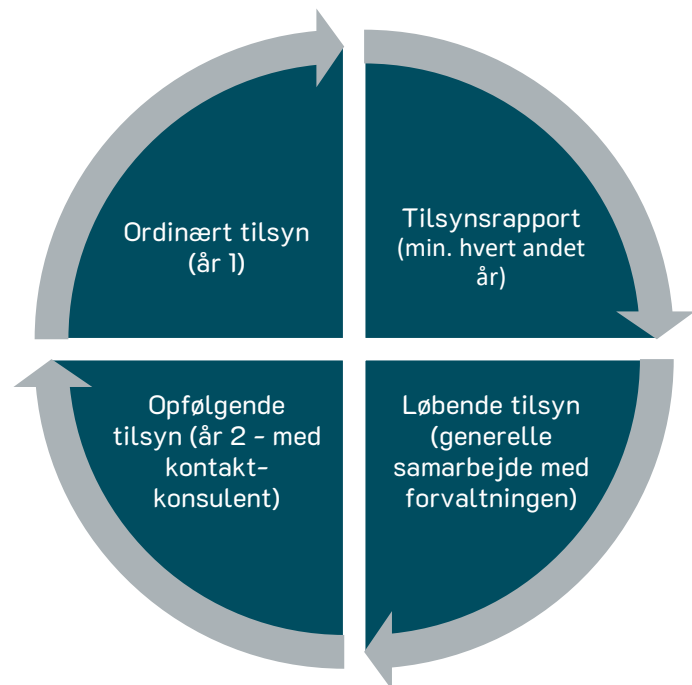 Ordinært tilsyn
(år 1)
Tilsynsrapport
(min. hvert andet
år)
Opfølgende
tilsyn (år 2 - med
kontakt-
konsulent)
Løbende tilsyn
(generelle
samarbejde med
forvaltningen)